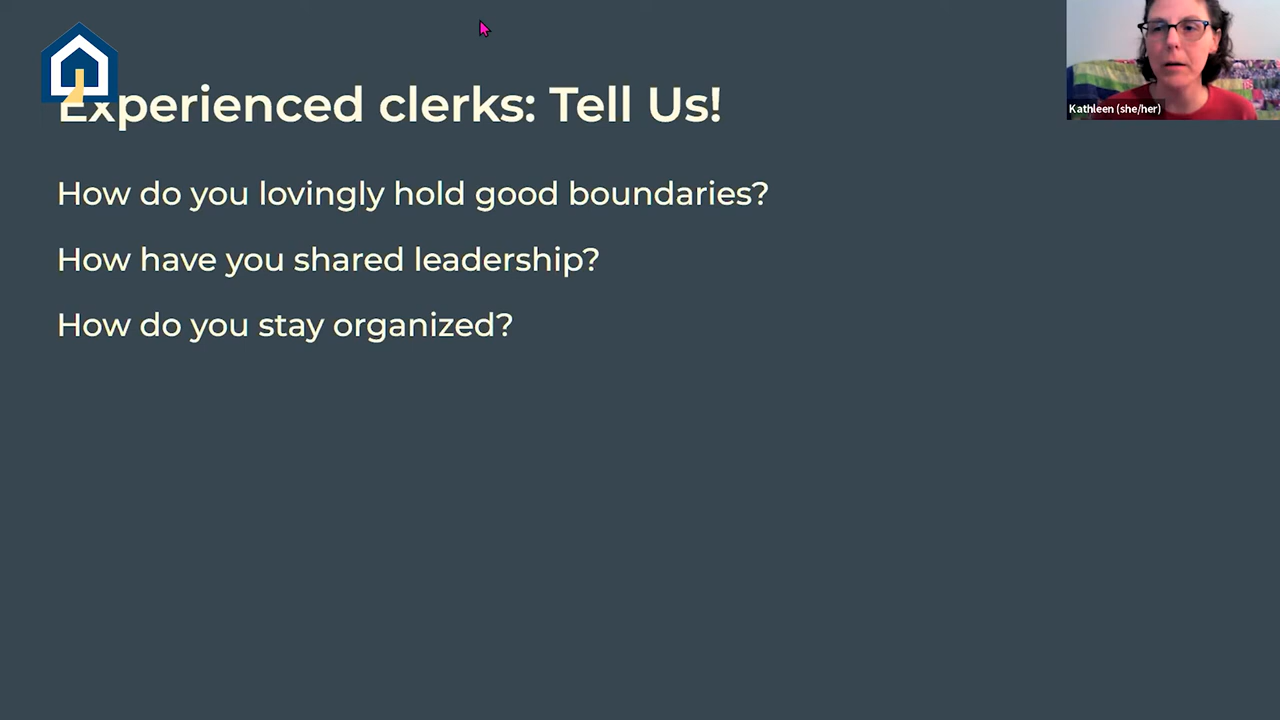 Experienced clerks: Tell Us!
How do you lovingly hold good boundaries?
How have you shared leadership?
How do you stay organized?
Kathleen (she/her)